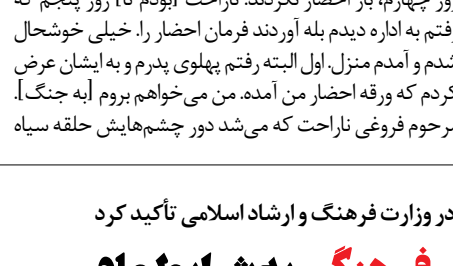 روز چهارم، باز احضار نکردند. ناراحت [بودم تا] روز پنجم که
رفتم به اداره دیدم بله آوردند فرمان احضار را. خیلی خوشحال
شدم و آمدم منزل. اول البته رفتم پهلوی پدرم و به ایشان عرض
کردم که ورقه احضار من آمده. من می‌خواهم بروم [به جنگ].
مرحوم فروغی ناراحت که می‌شد دور چشم‌هایش حلقه سیاه
در وزارت فرهنگ و ارشاد اسلامی تأکید کرد